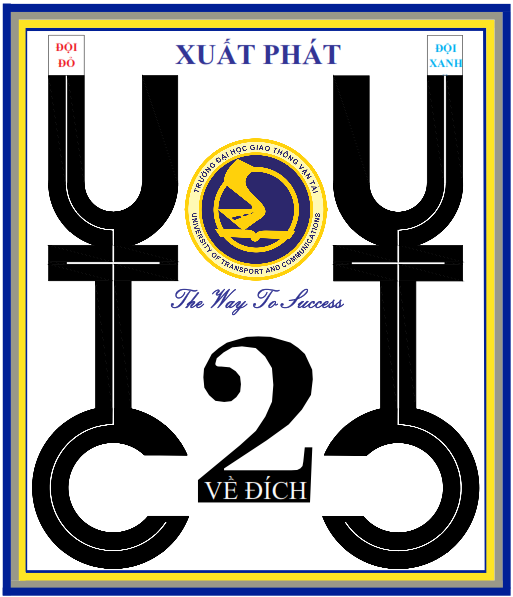 ĐỘI
ĐỎ
XUẤT PHÁT
ĐỘI
XANH
TRƯỜNG ĐẠI HỌC GIAO THÔNG VẬN TẢI
UNIVERSITY OF TRANSPORT AND COMMUNICATIONS
The Way To Success
2
VỀ ĐÍCH